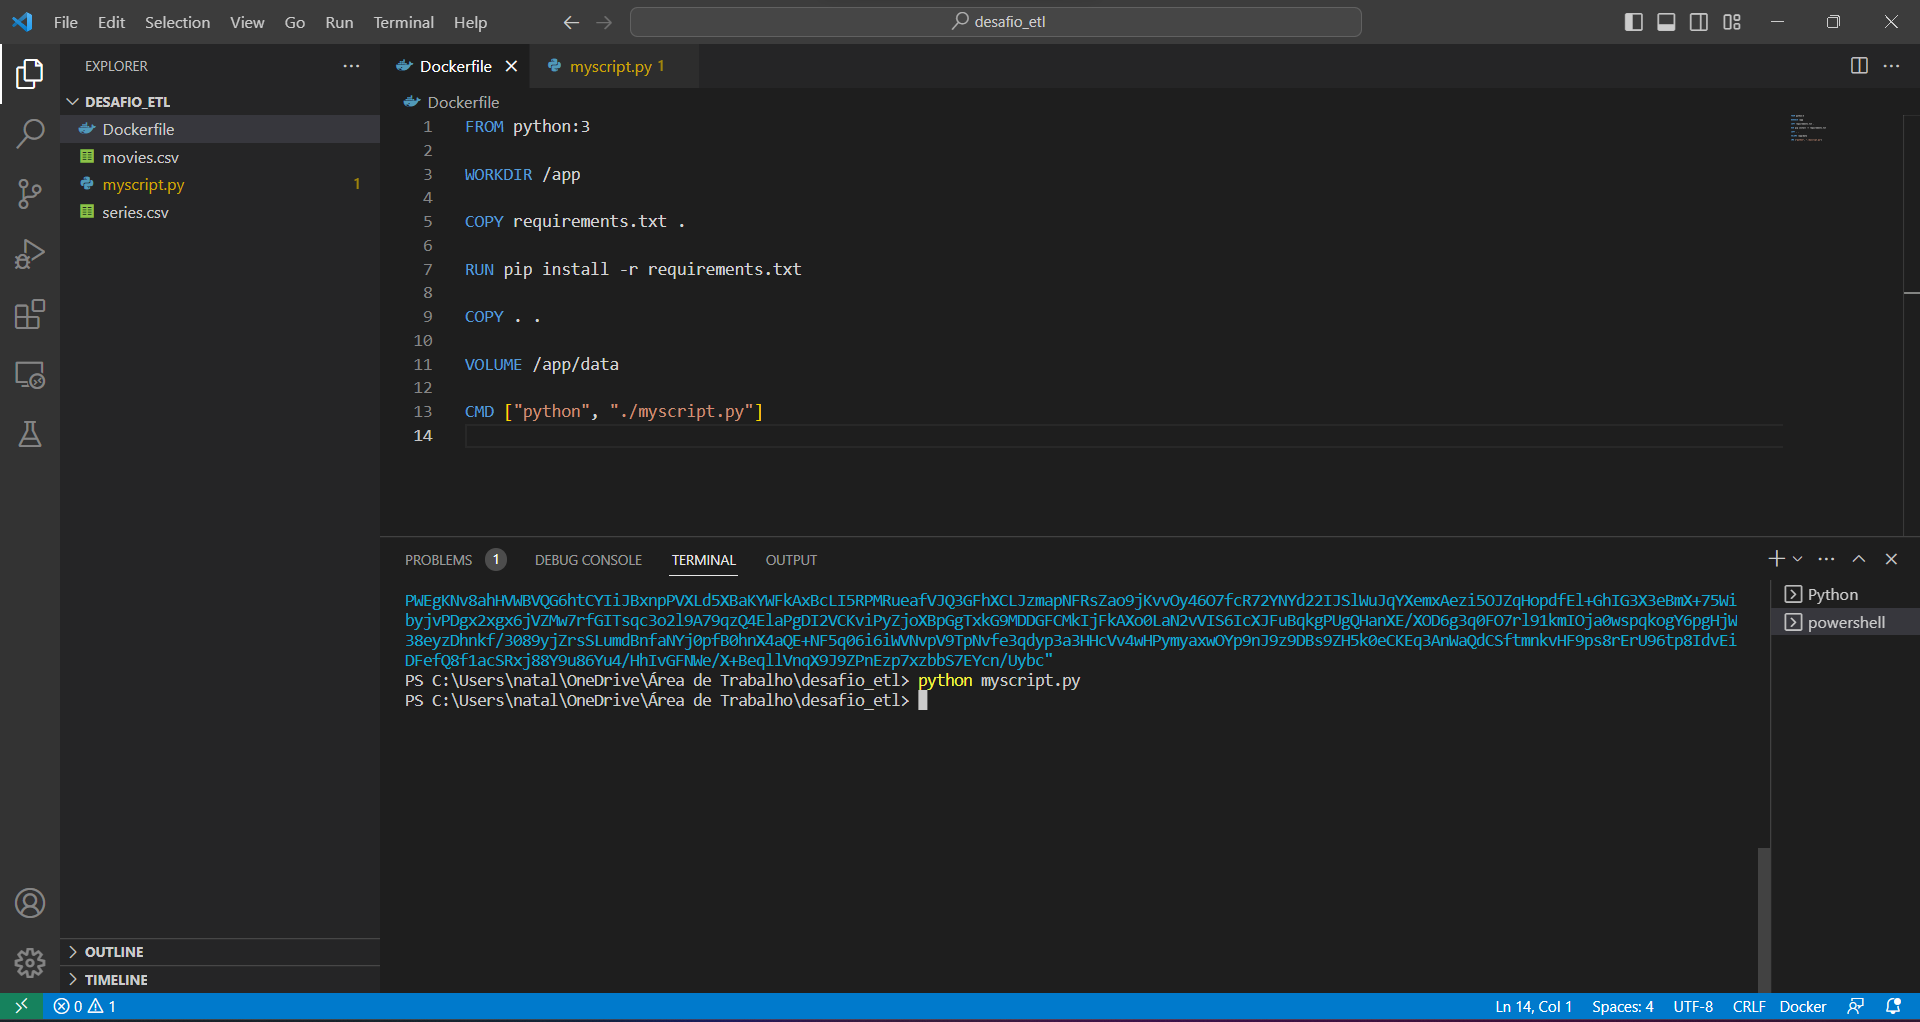 File Edit Selection View Go Run Terminal Help
desafio_etl
EXPLORER
DESAFIO_ETL
Dockerfile
movies.csv
myscript.py 1
series.csv
OUTLINE
TIMELINE
Dockerfile
myscript.py 1
Dockerfile
1 FROM python:3
2
3 WORKDIR /app
4
5 COPY requirements.txt .
6
7 RUN pip install -r requirements.txt
8
9 COPY . .
10
11 VOLUME /app/data
12
13 CMD ["python", "./myscript.py"]
14
PROBLEMS 1 DEBUG CONSOLE TERMINAL OUTPUT
PWEgKNv8ahHVWBVQG6htCYIiJBxnpPVXLd5XBaKYWFkAxBcLI5RPMRueafVJQ3GFhXCLJzmapNFRsZao9jKvvOy46O7fcR72YNYd22IJSlWuJqYXemxAezi5OJZqHopdfEl+GhIG3X3eBmX+75Wi
byjvPDgx2xgx6jVZMw7rfGITsqc3o2l9A79qzQ4ElaPgDI2VCKviPyZjoXBpGgTxkG9MDDGFCMkIjFkAXo0LaN2vVIS6IcXJFuBqkgPUgQHanXE/XOD6g3q0FO7rl91kmIOja0wspqkogY6pgHjW
38eyzDhnkf/3089yjZrsSLumdBnfaNYj0pfB0hnX4aQE+NF5q06i6iWVNvpV9TpNvfe3qdyp3a3HHcVv4wHPymyaxwOYp9nJ9z9DBs9ZH5k0eCKEq3AnWaQdCSftmnkvHF9ps8rErU96tp8IdvEi
DFefQ8f1acSRxj88Y9u86Yu4/HhIvGFNWe/X+BeqllVnqX9J9ZPnEzp7xzbbS7EYcn/Uybc"
PS C:\Users\natal\OneDrive\Área de Trabalho\desafio_etl> python myscript.py
PS C:\Users\natal\OneDrive\Área de Trabalho\desafio_etl>
Python
powershell
0 1
Ln 14, Col 1 Spaces: 4 UTF-8 CRLF Docker